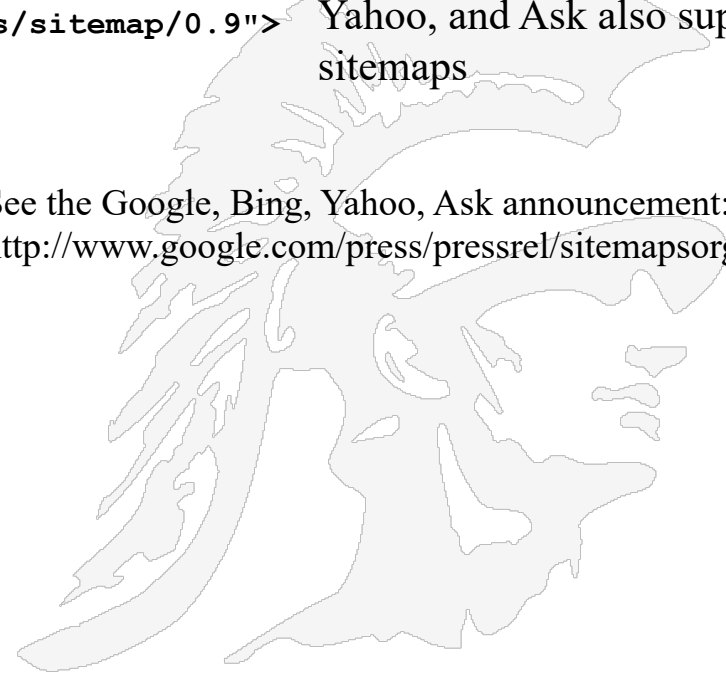 s/sitemap/0.9"> Yahoo, and Ask also sup
sitemaps
See the Google, Bing, Yahoo, Ask announcement:
ttp://www.google.com/press/pressrel/sitemapsorg